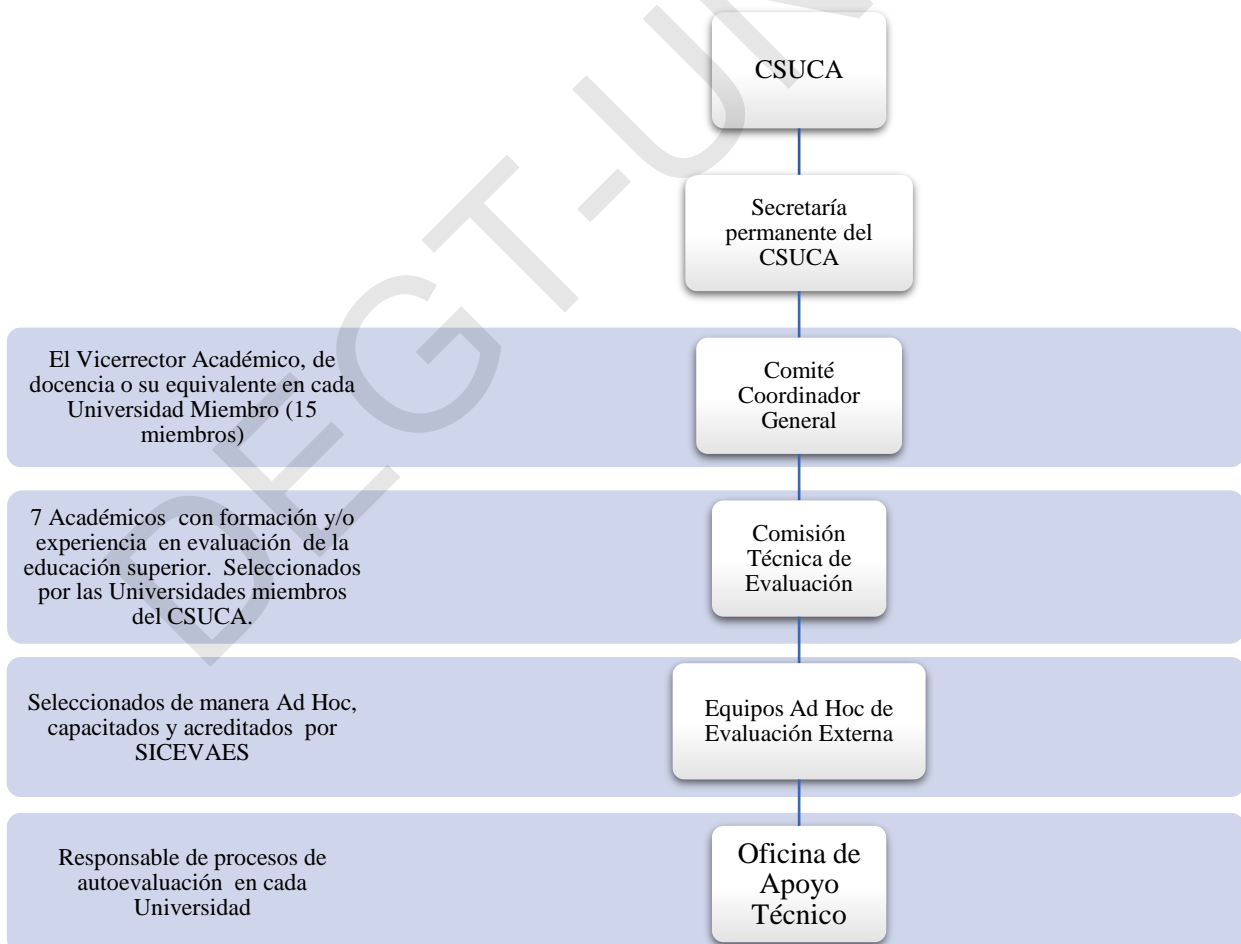 CSUCA
Secretaría
permanente del
CSUCA
El Vicerrector Académico, de
docencia o su equivalente en cada
Universidad Miembro (15
miembros)
Comité
Coordinador
General
7 Académicos con formación y/o
experiencia en evaluación de la
educación superior. Seleccionados
por las Universidades miembros
del CSUCA.
Comisión
Técnica de
Evaluación
Seleccionados de manera Ad Hoc,
capacitados y acreditados por
SICEVAES
Equipos Ad Hoc de
Evaluación Externa
Responsable de procesos de
autoevaluación en cada
Universidad
Oficina de
Apoyo
Técnico
DEGT-UN